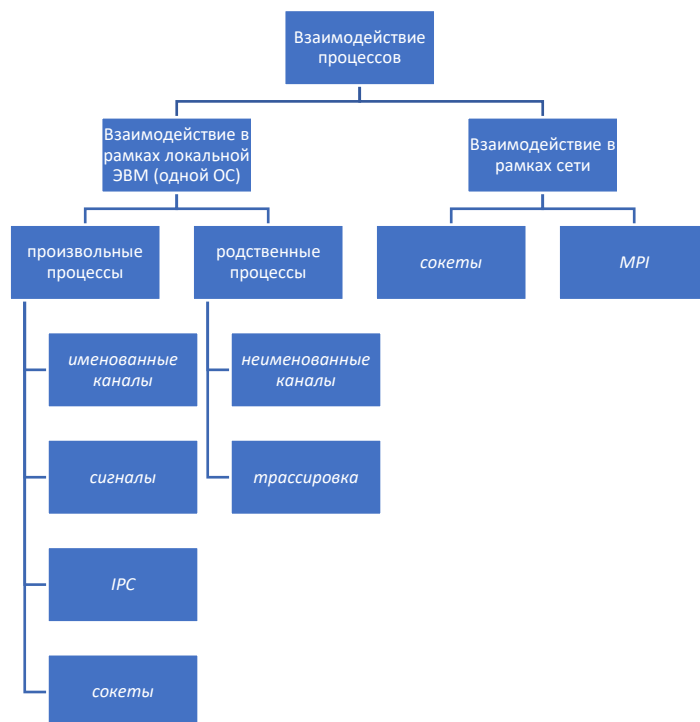 Взаимодействие
процессов
Взаимодействие в
рамках локальной
ЭВМ (одной ОС)
Взаимодействие в
рамках сети
произвольные
процессы
родственные
процессы
сокеты
MPI
именованные
каналы
неименованные
каналы
сигналы
трассировка
IPC
сокеты